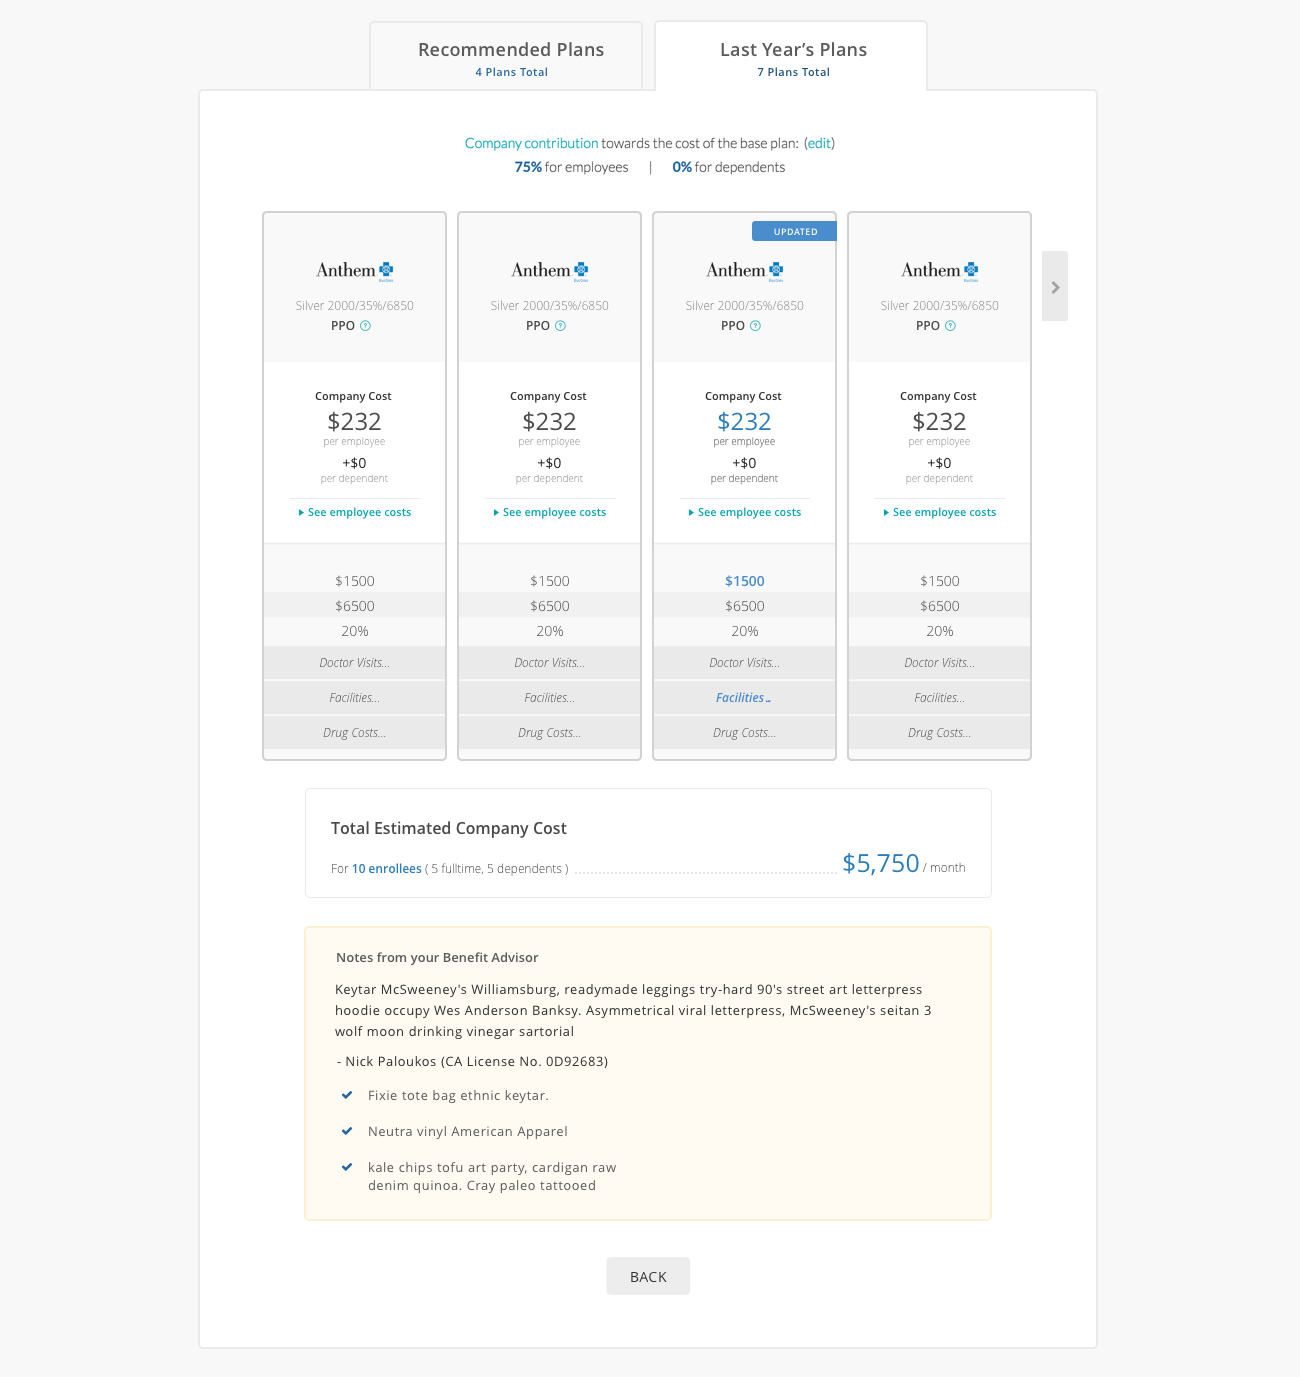 Recommended Plans
4 Plans Total
Last Year's Plans
7 Plans Total
Company contribution towards the cost of the base plan: (edit)
75% for employees | 0% for dependents
UPDATED
Anthem Anthem Anthem Anthem
Silver 2000/35%/6850 Silver 2000/35%/6850 Silver 2000/35%/6850 Silver 2000/35%/6850
PPO ? PPO ? PPO ? PPO ?
Company Cost Company Cost Company Cost Company Cost
$232 $232 $232 $232
per employee per employee per employee per employee
+$0 +$0 +$0 +$0
per dependent per dependent per dependent per dependent
See employee costs See employee costs See employee costs See employee costs
$1500 $1500 $1500 $1500
$6500 $6500 $6500 $6500
20% 20% 20% 20%
Doctor Visits... Doctor Visits... Doctor Visits... Doctor Visits...
Facilities... Facilities... Facilities... Facilities...
Drug Costs... Drug Costs... Drug Costs... Drug Costs...
Total Estimated Company Cost
For 10 enrollees ( 5 fulltime, 5 dependents ) $5,750 / month
Notes from your Benefit Advisor
Keytar McSweeney's Williamsburg, readymade leggings try-hard 90's street art letterpress
hoodie occupy Wes Anderson Banksy. Asymmetrical viral letterpress, McSweeney's seitan 3
wolf moon drinking vinegar sartorial
- Nick Paloukos (CA License No. 0D92683)
Fixie tote bag ethnic keytar.
Neutra vinyl American Apparel
kale chips tofu art party, cardigan raw
denim quinoa. Cray paleo tattooed
BACK